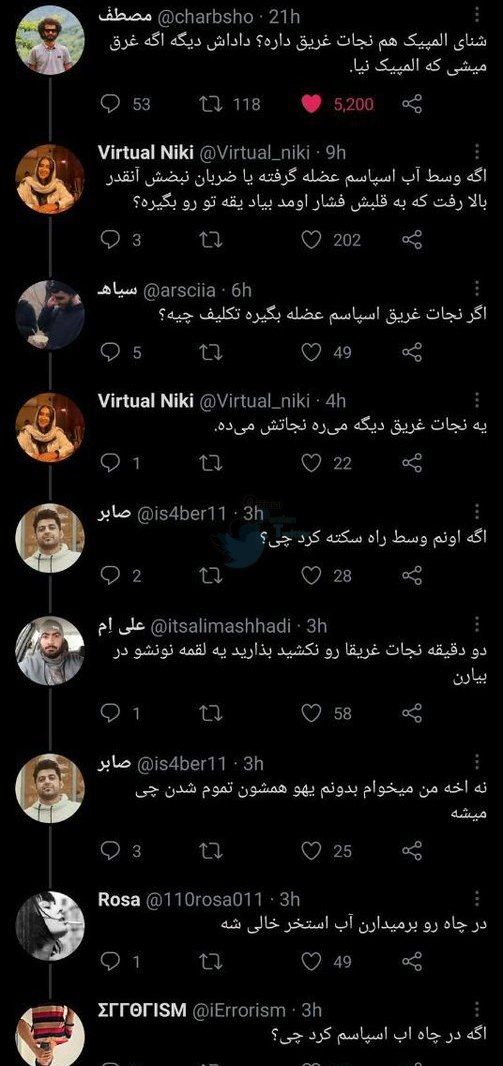 مصطفٰ @charbsho · 21h
شنای المپیک هم نجات غریق داره؟ داداش دیگه اگه غرق
میشی که المپیک نیا.
53 118 5,200
Virtual Niki @Virtual_niki · 9h
اگه وسط آب اسپاسم عضله گرفته یا ضربان نبضش آنقدر
بالا رفت که به قلبش فشار اومد بیاد یقه تو رو بگیره؟
3 202
سیاهـ @arsciia · 6h
اگر نجات غریق اسپاسم عضله بگیره تکلیف چیه؟
5 49
Virtual Niki @Virtual_niki · 4h
یه نجات غریق دیگه می‌ره نجاتش می‌ده.
1 22
صابر @is4ber11 · 3h
اگه اونم وسط راه سکته کرد چی؟
2 28
علی اِم @itsalimashhadi · 3h
دو دقیقه نجات غریقا رو نکشید بذارید یه لقمه نونشو در
بیارن
1 58
صابر @is4ber11 · 3h
نه اخه من میخوام بدونم یهو همشون تموم شدن چی
میشه
3 25
Rosa @110rosa011 · 3h
در چاه رو برمیدارن آب استخر خالی شه
1 49
ΣΓΓΘΓISM @iErrorism · 3h
اگه در چاه اب اسپاسم کرد چی؟